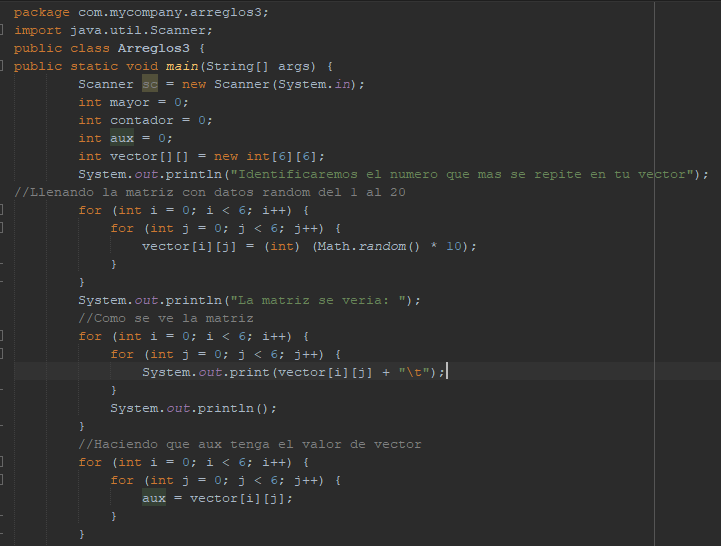 package com.mycompany.arreglos3;
import java.util.Scanner;
public class Arreglos3 {
public static void main(String[] args) {
Scanner sc = new Scanner(System.in);
int mayor = 0;
int contador = 0;
int aux = 0;
int vector[][] = new int[6][6];
System.out.println("Identificaremos el numero que mas se repite en tu vector");
//Llenando la matriz con datos random del 1 al 20
for (int i = 0; i < 6; i++) {
for (int j = 0; j < 6; j++) {
vector[i][j] = (int) (Math.random() * 10);
}
}
System.out.println("La matriz se veria: ");
//Como se ve la matriz
for (int i = 0; i < 6; i++) {
for (int j = 0; j < 6; j++) {
System.out.print(vector[i][j] + "\t");
}
System.out.println();
}
//Haciendo que aux tenga el valor de vector
for (int i = 0; i < 6; i++) {
for (int j = 0; j < 6; j++) {
aux = vector[i][j];
}
}